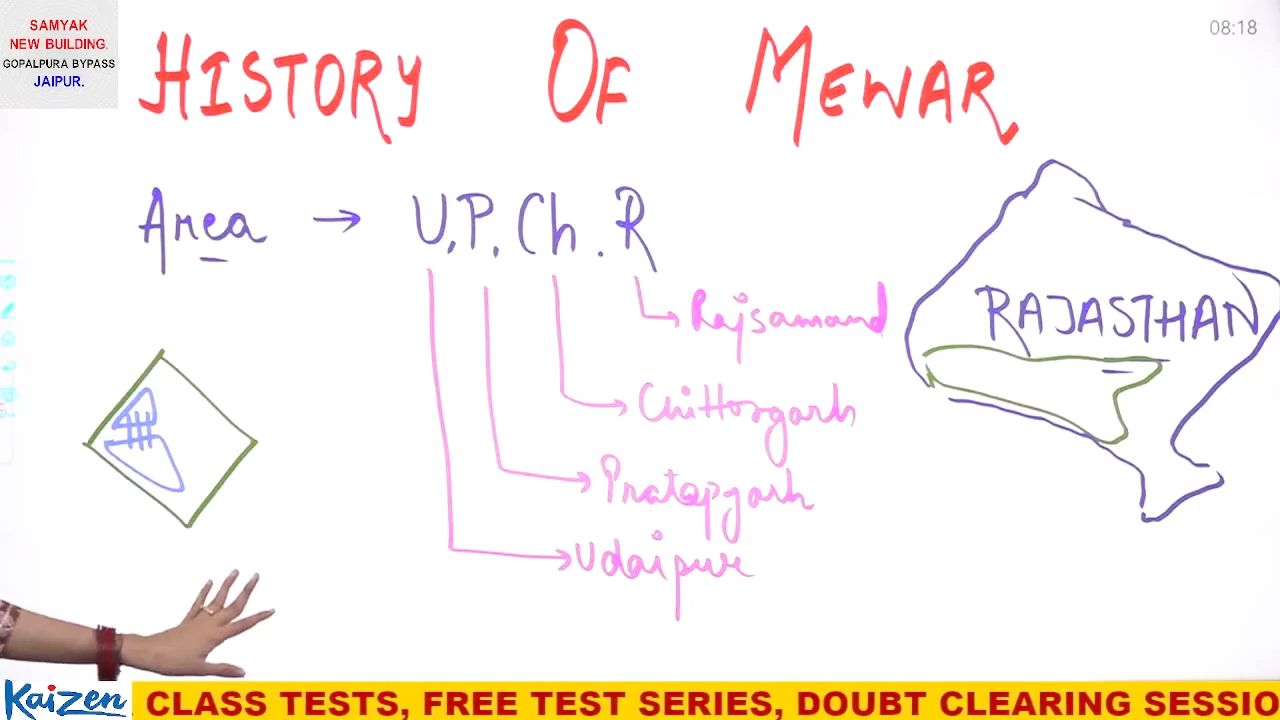 SAMYAK
NEW BUILDING,
GOPALPURA BYPASS
JAIPUR.
08:18
HISTORY OF MEWAR
Area → U.P. Ch. R
Rajsamand
RAJASTHAN
Chittorgarh
Pratapgarh
Udaipur
Kaizen
CLASS TESTS, FREE TEST SERIES, DOUBT CLEARING SESSIO